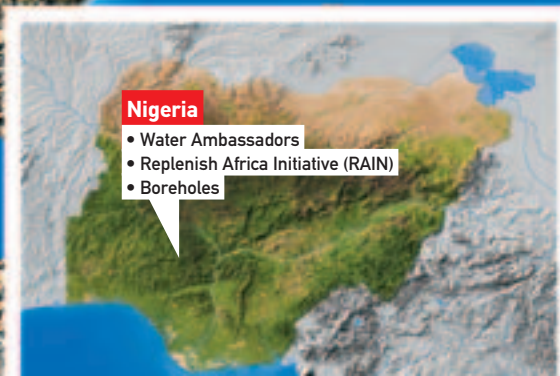 Nigeria
• Water Ambassadors
• Replenish Africa Initiative (RAIN)
• Boreholes